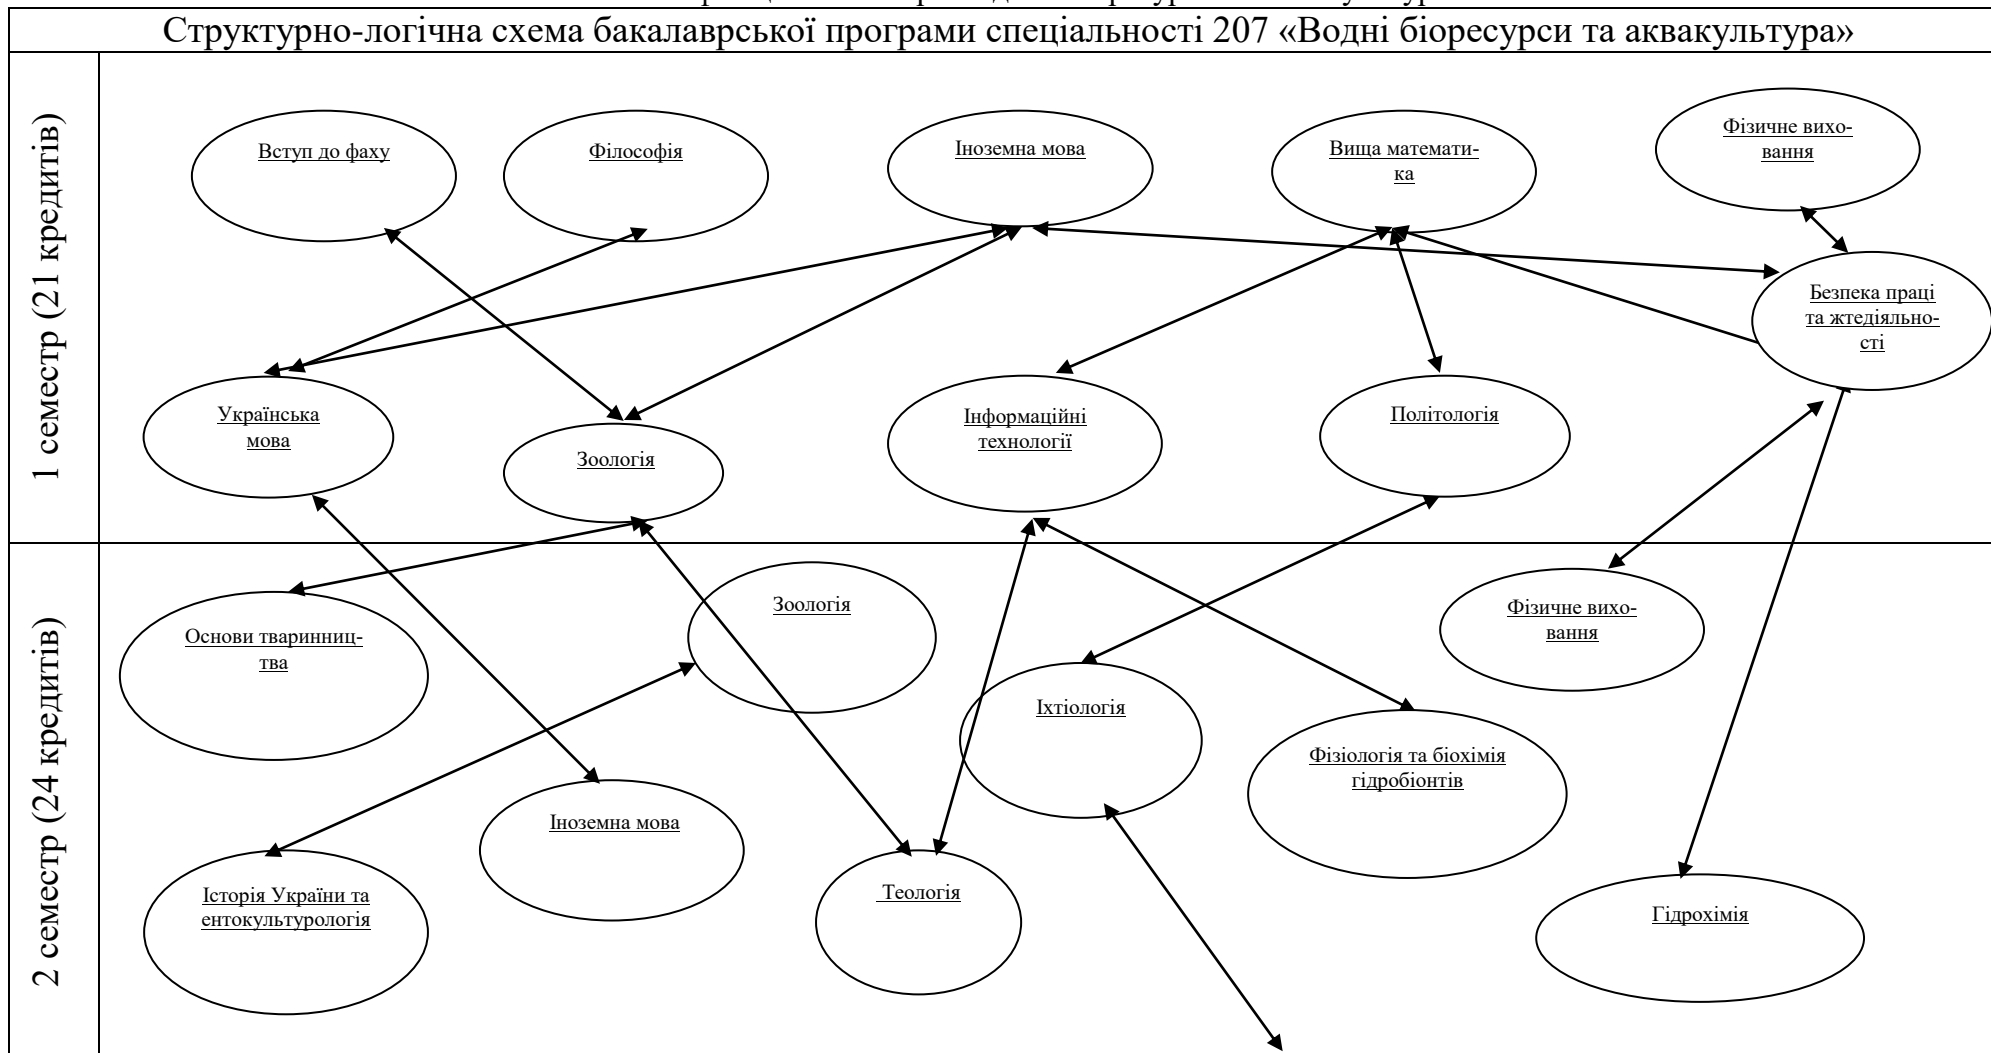 Структурно-логічна схема бакалаврської програми спеціальності 207 «Водні біоресурси та аквакультура»
1 семестр (21 кредитів)
Вступ до фаху
Філософія
Іноземна мова
Вища математи-
ка
Фізичне вихо-
вання
Безпека праці
та жтедіяльно-
сті
Українська
мова
Зоологія
Інформаційні
технології
Політологія
2 семестр (24 кредитів)
Основи тваринниц-
тва
Зоологія
Іхтіологія
Фізичне вихо-
вання
Фізіологія та біохімія
гідробіонтів
Іноземна мова
Історія України та
ентокультурологія
Теологія
Гідрохімія